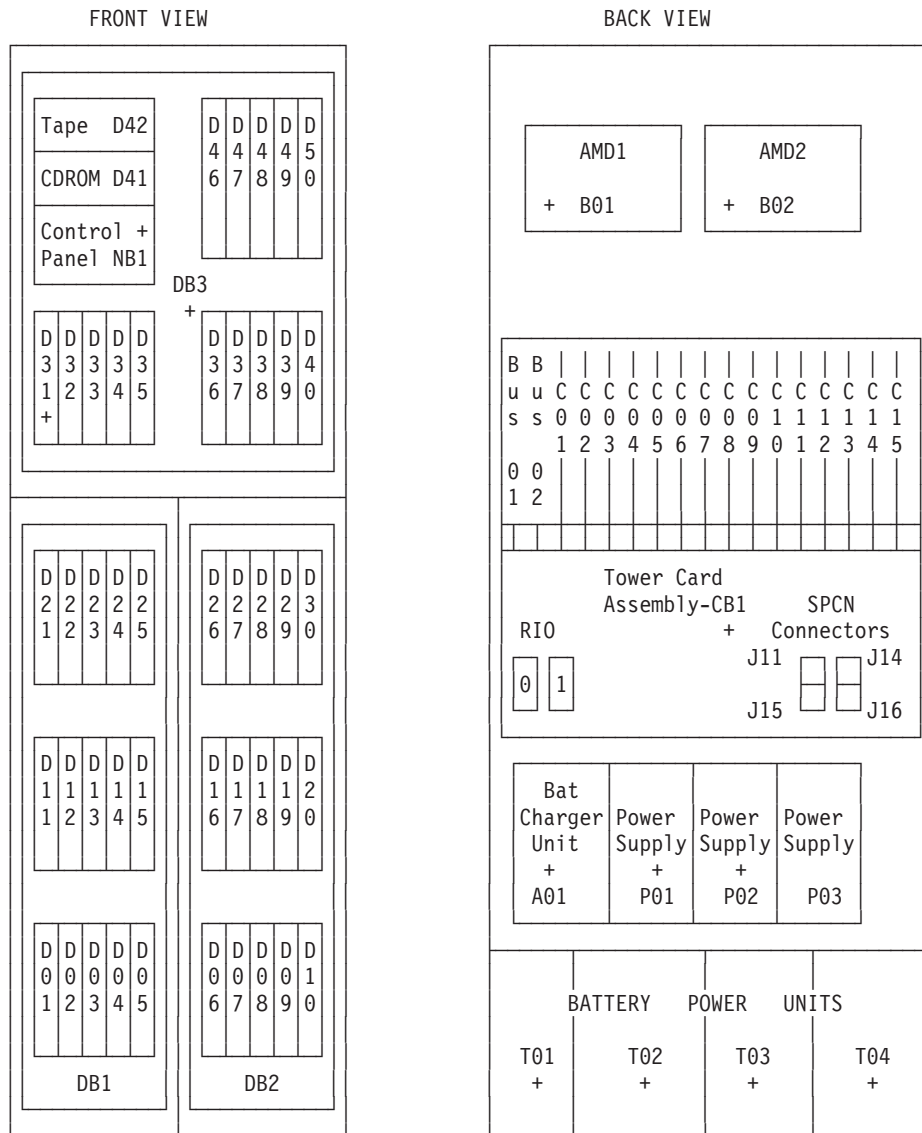 FRONT VIEW
Tape D42
CDROM D41
Control +
Panel NB1
D46 D47 D48 D49 D50
DB3
+
D31 D32 D33 D34 D35
+
D36 D37 D38 D39 D40
D21 D22 D23 D24 D25
D26 D27 D28 D29 D30
D11 D12 D13 D14 D15
D16 D17 D18 D19 D20
D01 D02 D03 D04 D05
D06 D07 D08 D09 D10
DB1
DB2
BACK VIEW
AMD1
+ B01
AMD2
+ B02
Bus 01 Bus 02 C01 C02 C03 C04 C05 C06 C07 C08 C09 C10 C11 C12 C13 C14 C15
Tower Card
Assembly-CB1
+
RIO
0 1
SPCN
Connectors
J11 J14
J15 J16
Bat
Charger
Unit
+
A01
Power
Supply
+
P01
Power
Supply
+
P02
Power
Supply
P03
BATTERY POWER UNITS
T01 T02 T03 T04
+ + + +